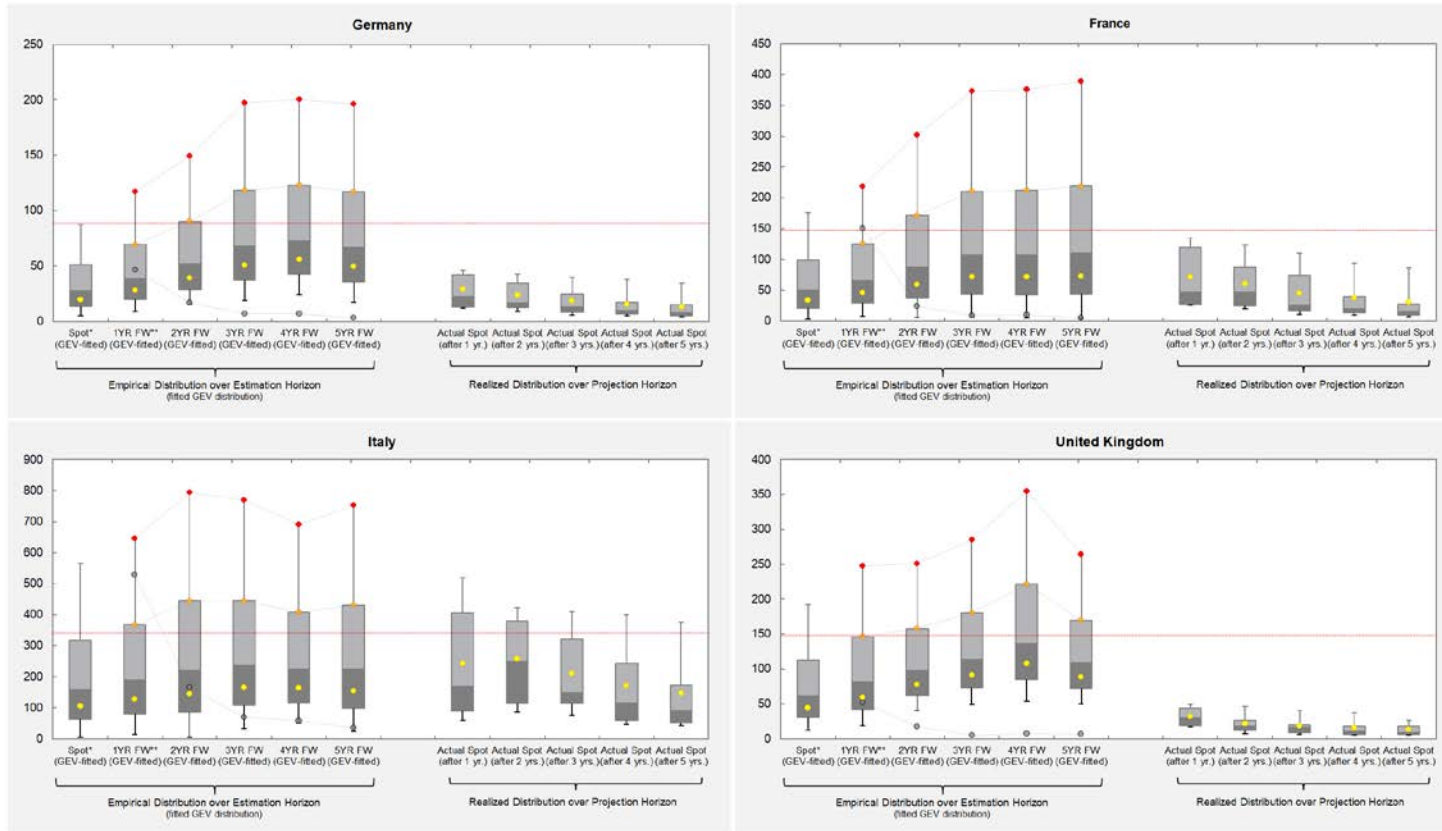 Germany
250
200
150
100
50
0
Spot* 1YR FW** 2YR FW 3YR FW 4YR FW 5YR FW Actual Spot Actual Spot Actual Spot Actual Spot Actual Spot
(GEV-fitted) (GEV-fitted) (GEV-fitted) (GEV-fitted) (GEV-fitted) (GEV-fitted) (after 1 yr.) (after 2 yrs.) (after 3 yrs.) (after 4 yrs.) (after 5 yrs.)
Empirical Distribution over Estimation Horizon Realized Distribution over Projection Horizon
(fitted GEV distribution)
France
450
400
350
300
250
200
150
100
50
0
Spot* 1YR FW** 2YR FW 3YR FW 4YR FW 5YR FW Actual Spot Actual Spot Actual Spot Actual Spot Actual Spot
(GEV-fitted) (GEV-fitted) (GEV-fitted) (GEV-fitted) (GEV-fitted) (GEV-fitted) (after 1 yr.) (after 2 yrs.) (after 3 yrs.) (after 4 yrs.) (after 5 yrs.)
Empirical Distribution over Estimation Horizon Realized Distribution over Projection Horizon
(fitted GEV distribution)
Italy
900
800
700
600
500
400
300
200
100
0
Spot* 1YR FW** 2YR FW 3YR FW 4YR FW 5YR FW Actual Spot Actual Spot Actual Spot Actual Spot Actual Spot
(GEV-fitted) (GEV-fitted) (GEV-fitted) (GEV-fitted) (GEV-fitted) (GEV-fitted) (after 1 yr.) (after 2 yrs.) (after 3 yrs.) (after 4 yrs.) (after 5 yrs.)
Empirical Distribution over Estimation Horizon Realized Distribution over Projection Horizon
(fitted GEV distribution)
United Kingdom
400
350
300
250
200
150
100
50
0
Spot* 1YR FW** 2YR FW 3YR FW 4YR FW 5YR FW Actual Spot Actual Spot Actual Spot Actual Spot Actual Spot
(GEV-fitted) (GEV-fitted) (GEV-fitted) (GEV-fitted) (GEV-fitted) (GEV-fitted) (after 1 yr.) (after 2 yrs.) (after 3 yrs.) (after 4 yrs.) (after 5 yrs.)
Empirical Distribution over Estimation Horizon Realized Distribution over Projection Horizon
(fitted GEV distribution)